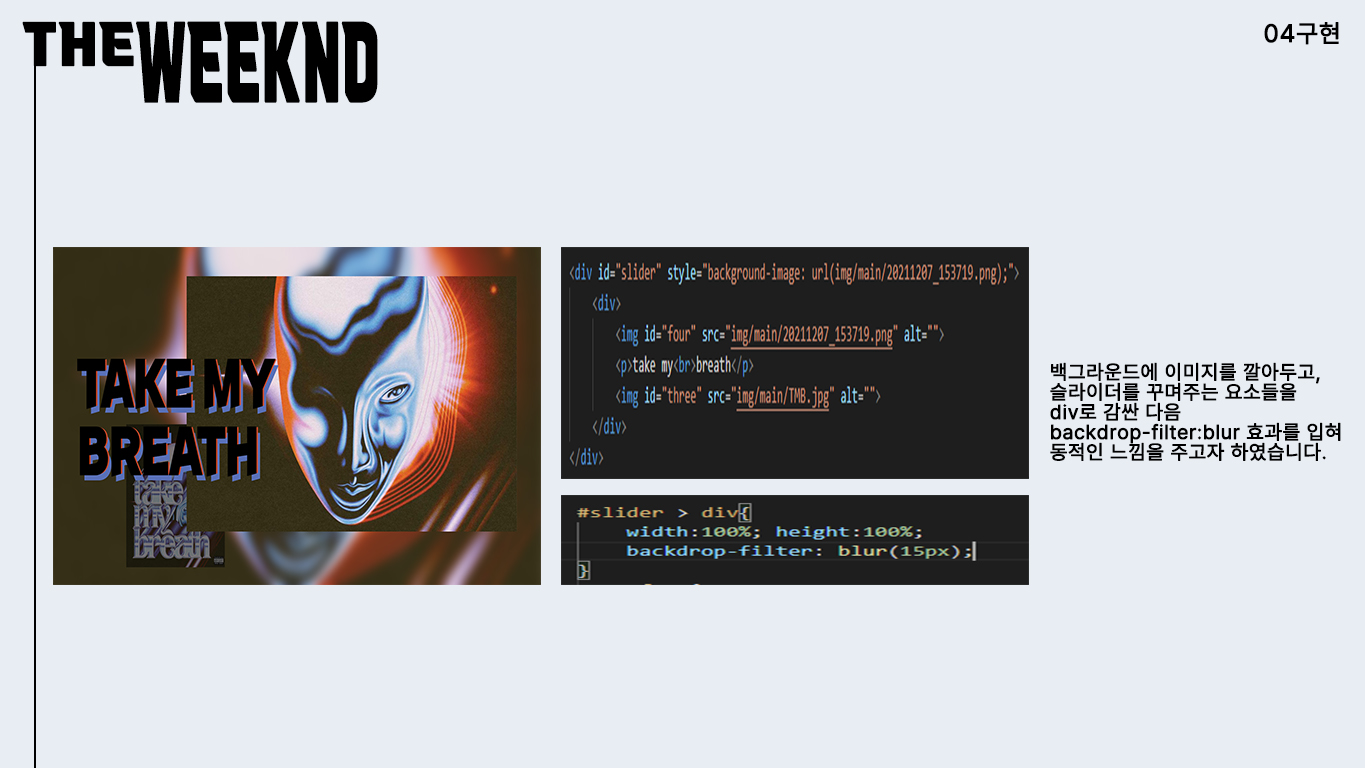 THE WEEKND
04구현
TAKE MY
BREATH
take
my
breath
<div id="slider" style="background-image: url(img/main/20211207_153719.png);">
<div>
<img id="four" src="img/main/20211207_153719.png" alt="">
<p>take my<br>breath</p>
<img id="three" src="img/main/TMB.jpg" alt="">
</div>
</div>
#slider > div{
width:100%; height:100%;
backdrop-filter: blur(15px);
}
백그라운드에 이미지를 깔아두고,
슬라이더를 꾸며주는 요소들을
div로 감싼 다음
backdrop-filter:blur 효과를 입혀
동적인 느낌을 주고자 하였습니다.